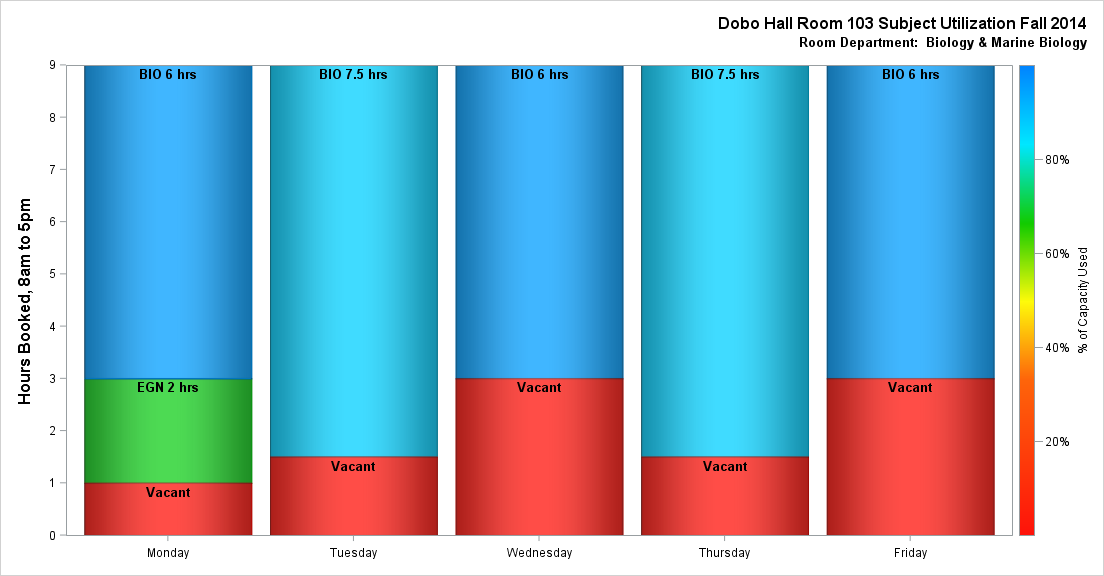 Dobo Hall Room 103 Subject Utilization Fall 2014
Room Department: Biology & Marine Biology
Hours Booked, 8am to 5pm
9
8
7
6
5
4
3
2
1
0
BIO 6 hrs
EGN 2 hrs
Vacant
BIO 7.5 hrs
Vacant
BIO 6 hrs
Vacant
BIO 7.5 hrs
Vacant
BIO 6 hrs
Vacant
Monday
Tuesday
Wednesday
Thursday
Friday
80%
60%
40%
20%
% of Capacity Used